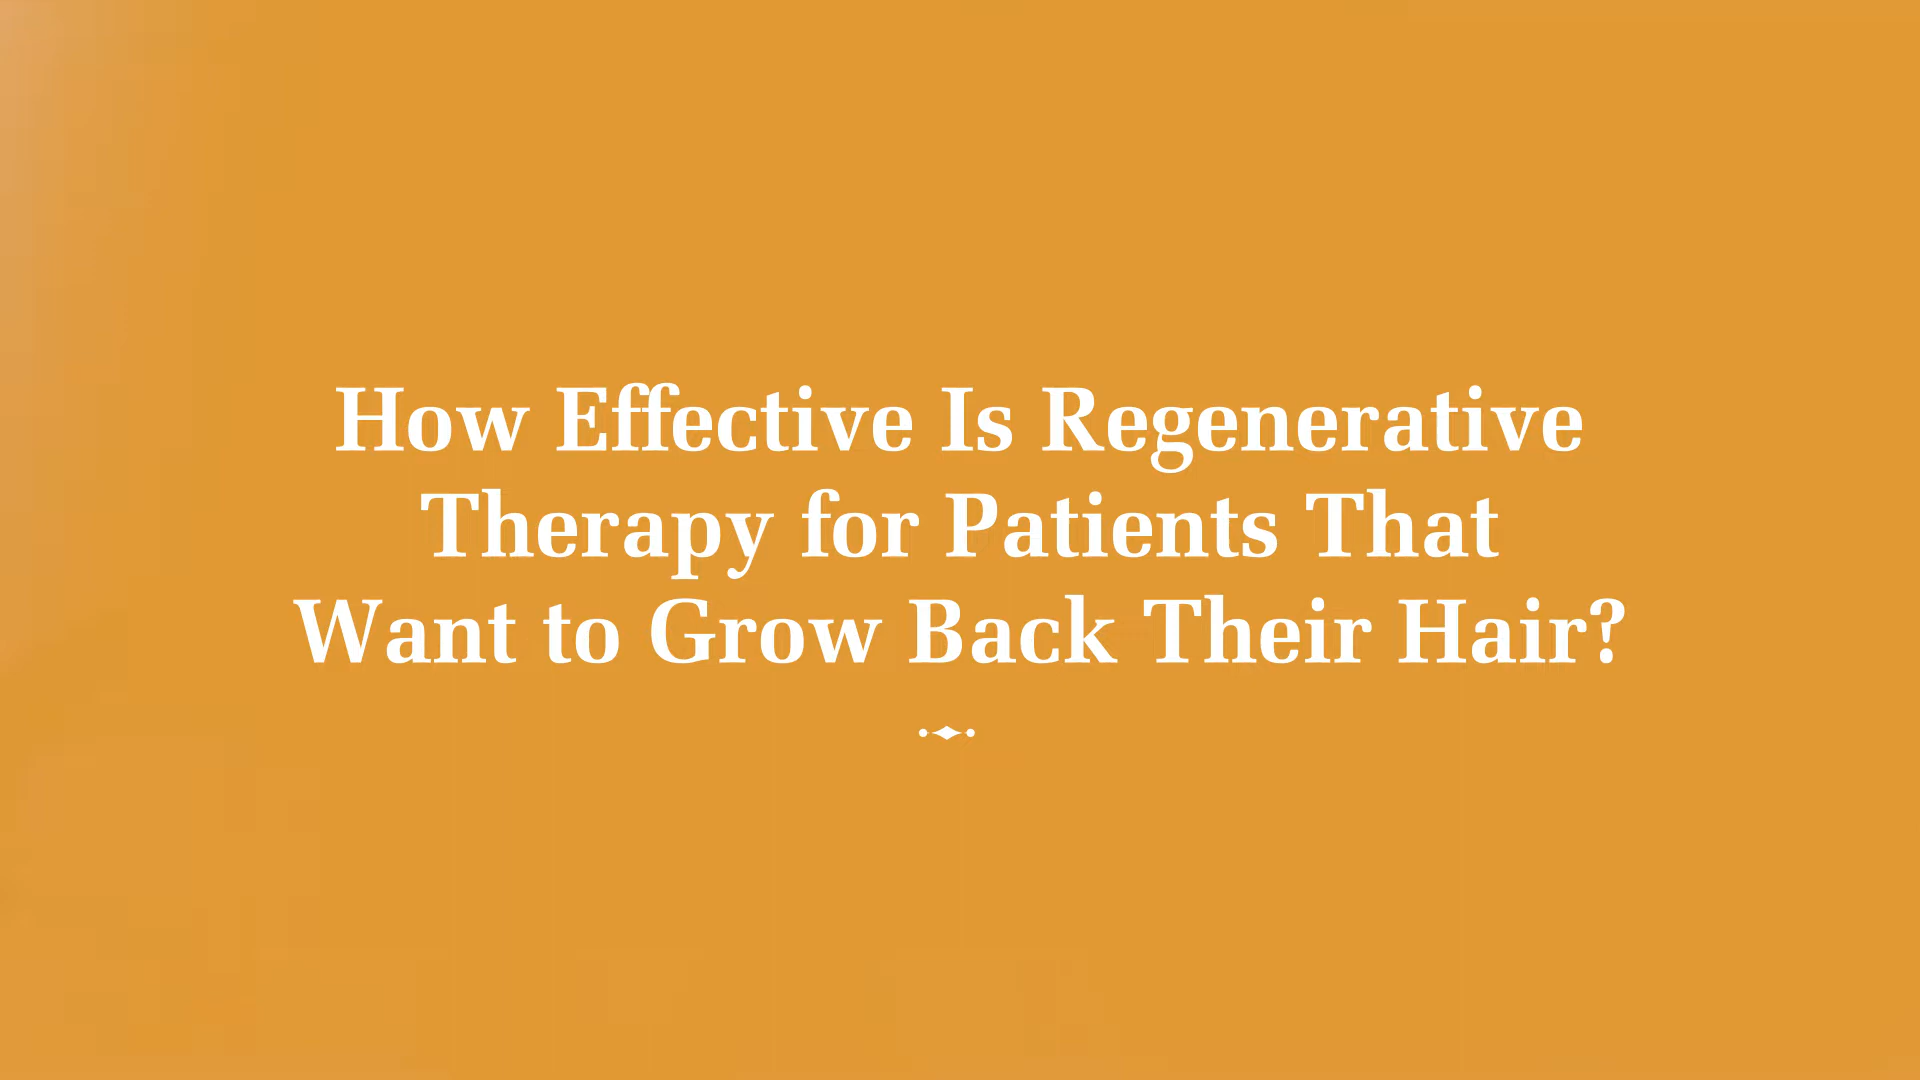 How Effective Is Regenerative
Therapy for Patients That
Want to Grow Back Their Hair?